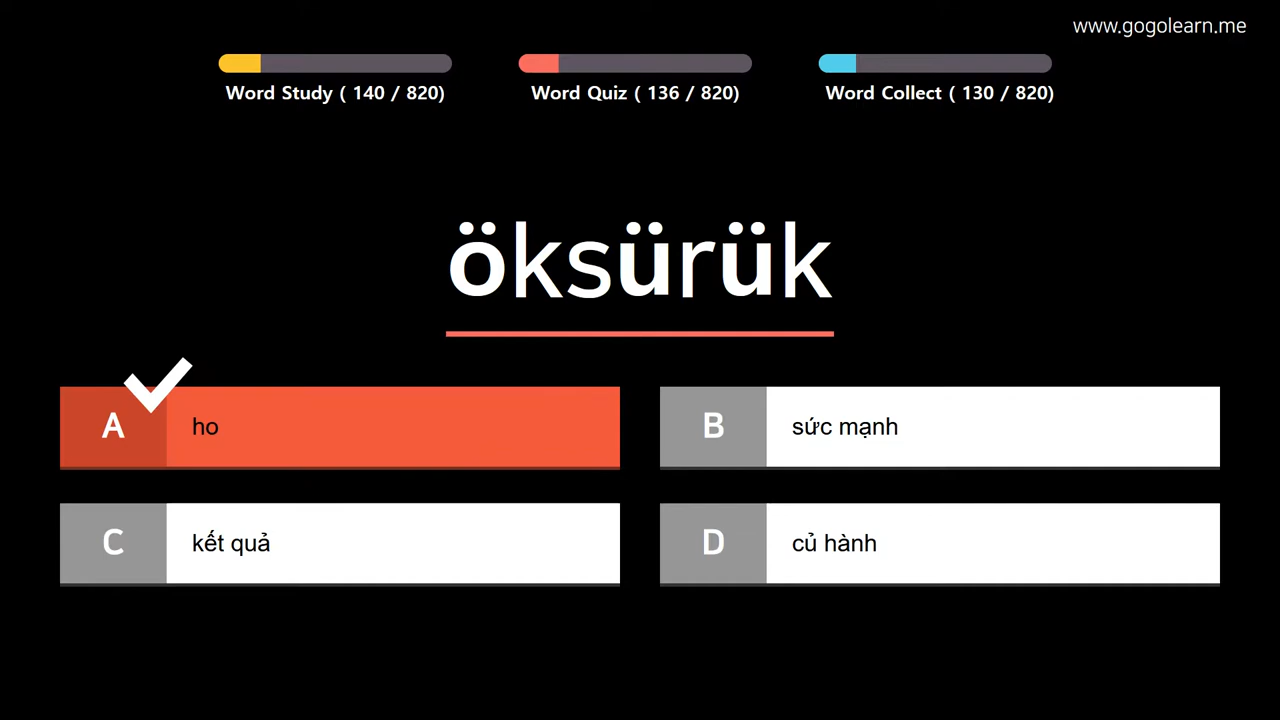 www.gogolearn.me
Word Study ( 140 / 820)
Word Quiz ( 136 / 820)
Word Collect ( 130 / 820)
öksürük
A ho
B sức mạnh
C kết quả
D củ hành